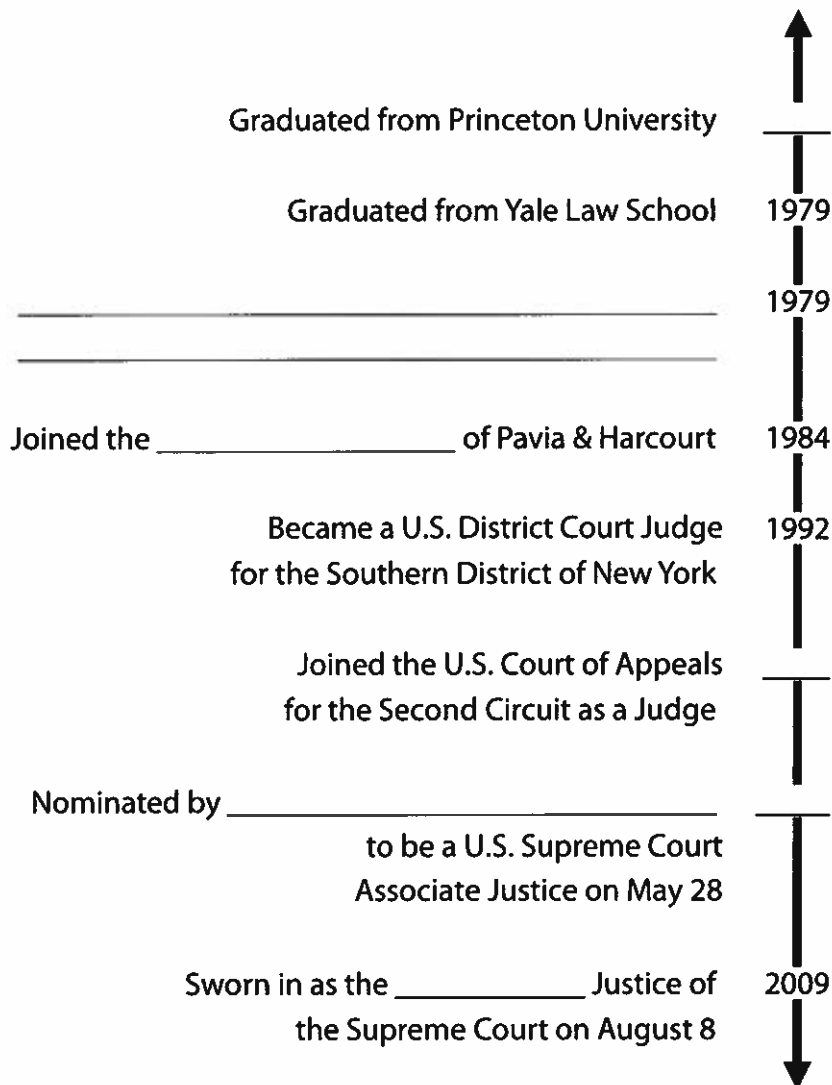 Graduated from Princeton University
Graduated from Yale Law School 1979
1979
Joined the ____________ of Pavia & Harcourt 1984
Became a U.S. District Court Judge 1992
for the Southern District of New York
Joined the U.S. Court of Appeals
for the Second Circuit as a Judge
Nominated by ____________
to be a U.S. Supreme Court
Associate Justice on May 28
Sworn in as the ____________ Justice of 2009
the Supreme Court on August 8